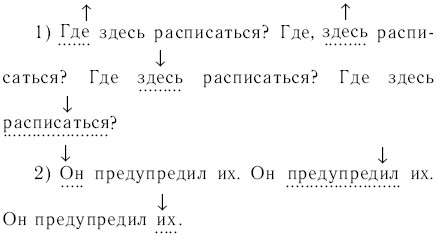 1) Где здесь расписаться? Где, здесь распи-
саться? Где здесь расписаться? Где здесь
расписаться?
2) Он предупредил их. Он предупредил их.
Он предупредил их.